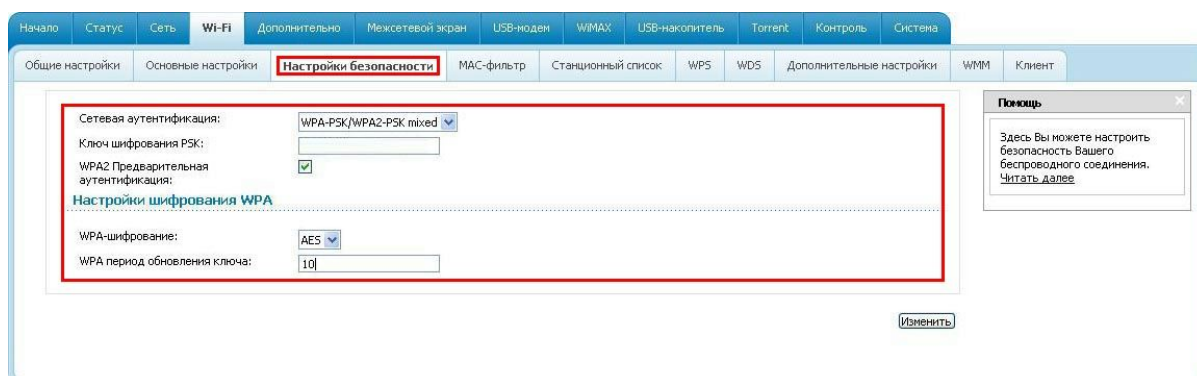 Начало Статус Сеть Wi-Fi Дополнительно Межсетевой экран USB-модем WiMAX USB-накопитель Torrent Контроль Система
Общие настройки Основные настройки Настройки безопасности MAC-фильтр Станционный список WPS WDS Дополнительные настройки WMM Клиент
Сетевая аутентификация: WPA-PSK/WPA2-PSK mixed
Ключ шифрования PSK:
WPA2 Предварительная
аутентификация:
Настройки шифрования WPA
WPA-шифрование: AES
WPA период обновления ключа: 10
Изменить
Помощь
Здесь Вы можете настроить
безопасность Вашего
беспроводного соединения.
Читать далее